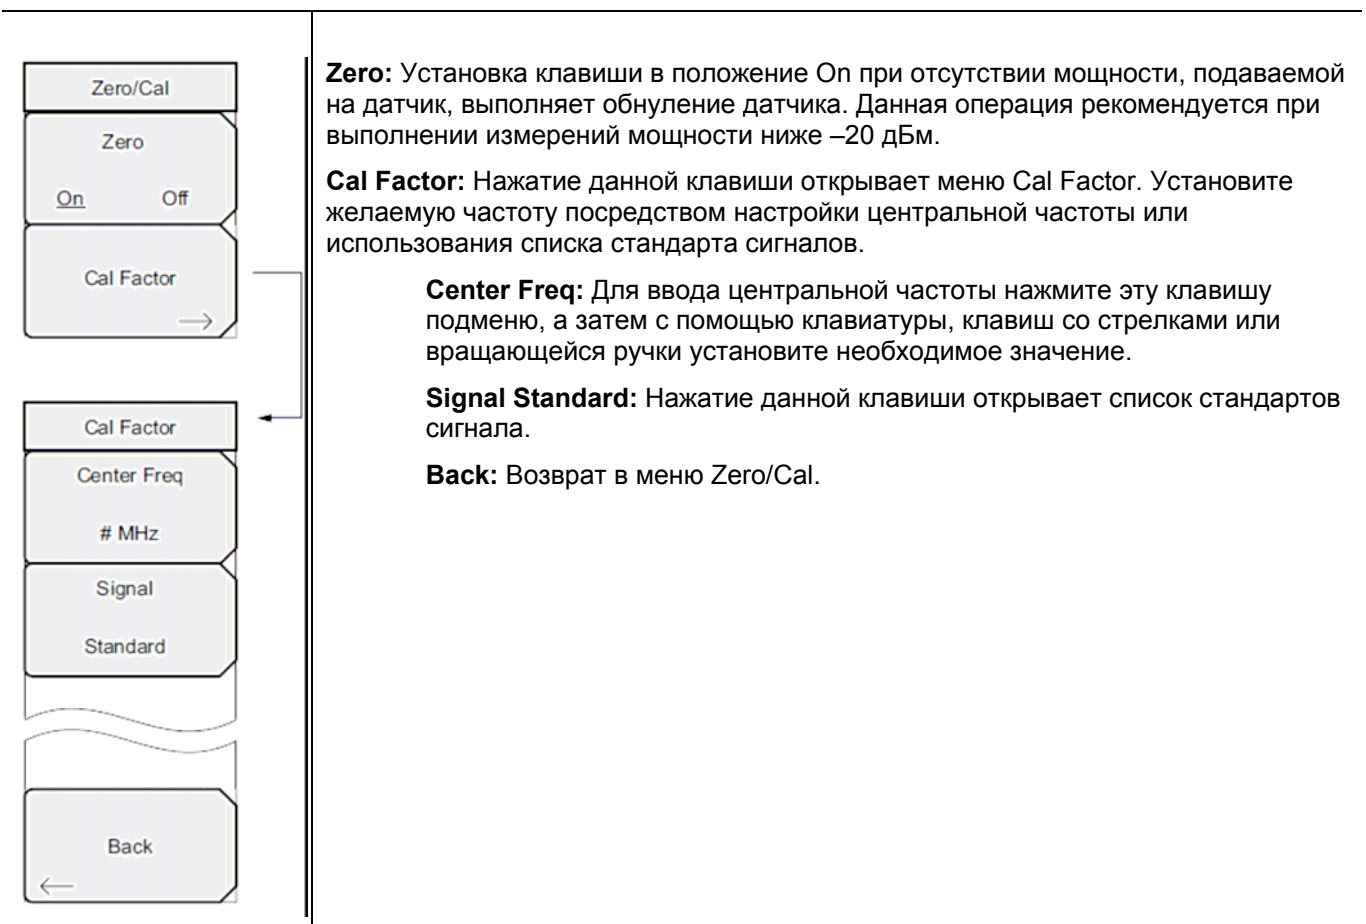 Zero/Cal
Zero
On Off
Cal Factor
Cal Factor
Center Freq
# MHz
Signal
Standard
Back
Zero: Установка клавиши в положение On при отсутствии мощности, подаваемой
на датчик, выполняет обнуление датчика. Данная операция рекомендуется при
выполнении измерений мощности ниже –20 дБм.
Cal Factor: Нажатие данной клавиши открывает меню Cal Factor. Установите
желаемую частоту посредством настройки центральной частоты или
использования списка стандарта сигналов.
Center Freq: Для ввода центральной частоты нажмите эту клавишу
подменю, а затем с помощью клавиатуры, клавиш со стрелками или
вращающейся ручки установите необходимое значение.
Signal Standard: Нажатие данной клавиши открывает список стандартов
сигнала.
Back: Возврат в меню Zero/Cal.